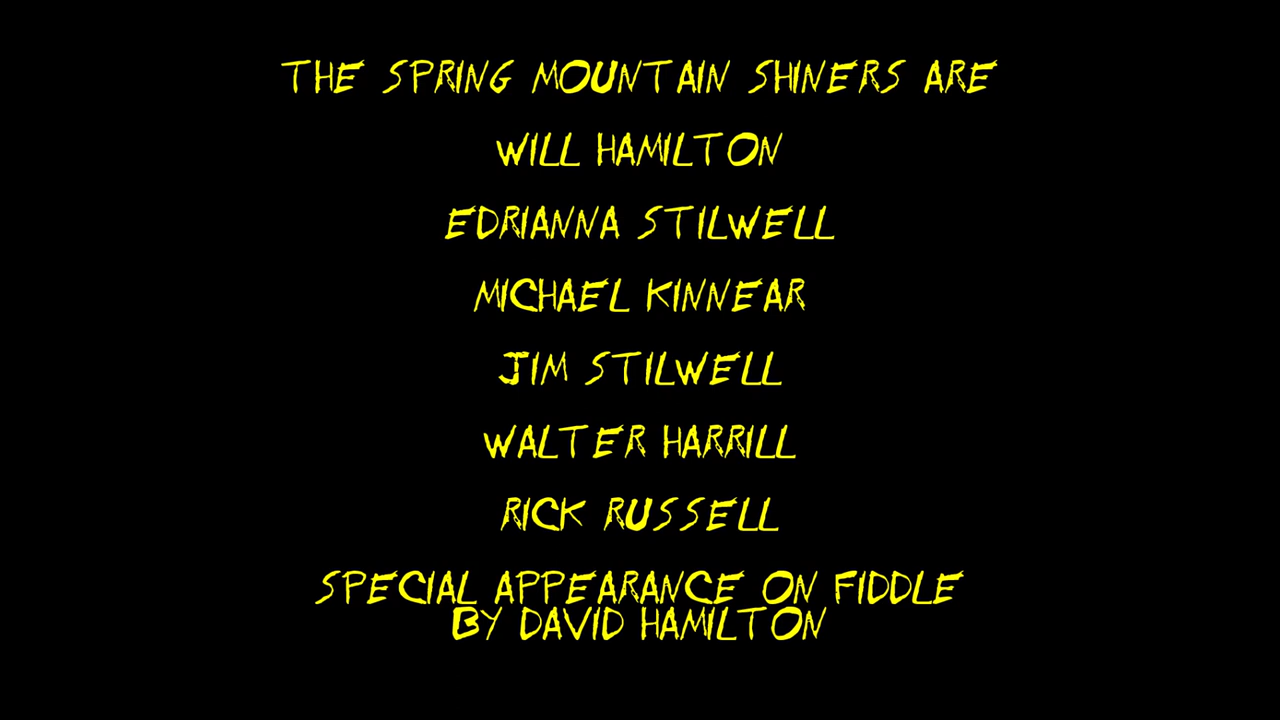 THE SPRING MOUNTAIN SHINERS ARE
WILL HAMILTON
EDRIANNA STILWELL
MICHAEL KINNEAR
JIM STILWELL
WALTER HARRILL
RICK RUSSELL
SPECIAL APPEARANCE ON FIDDLE
BY DAVID HAMILTON